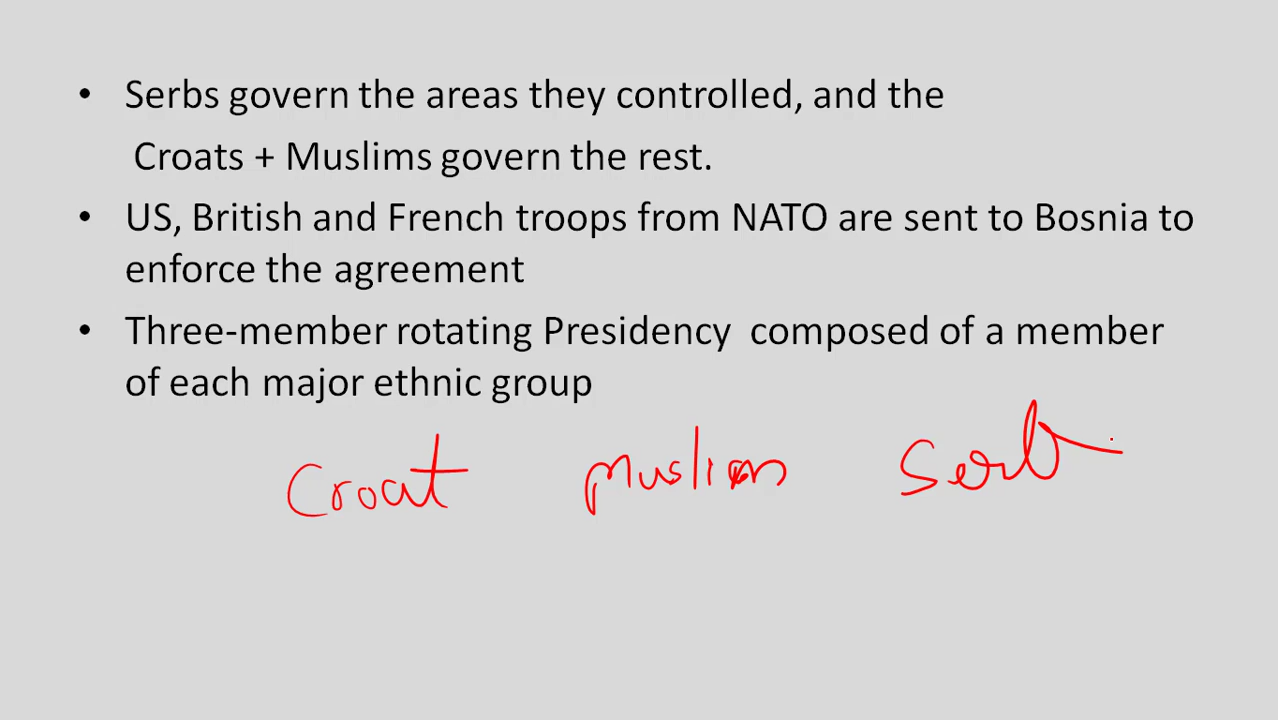 • Serbs govern the areas they controlled, and the
Croats + Muslims govern the rest.
• US, British and French troops from NATO are sent to Bosnia to
enforce the agreement
• Three-member rotating Presidency composed of a member
of each major ethnic group
Croat Muslim Serb